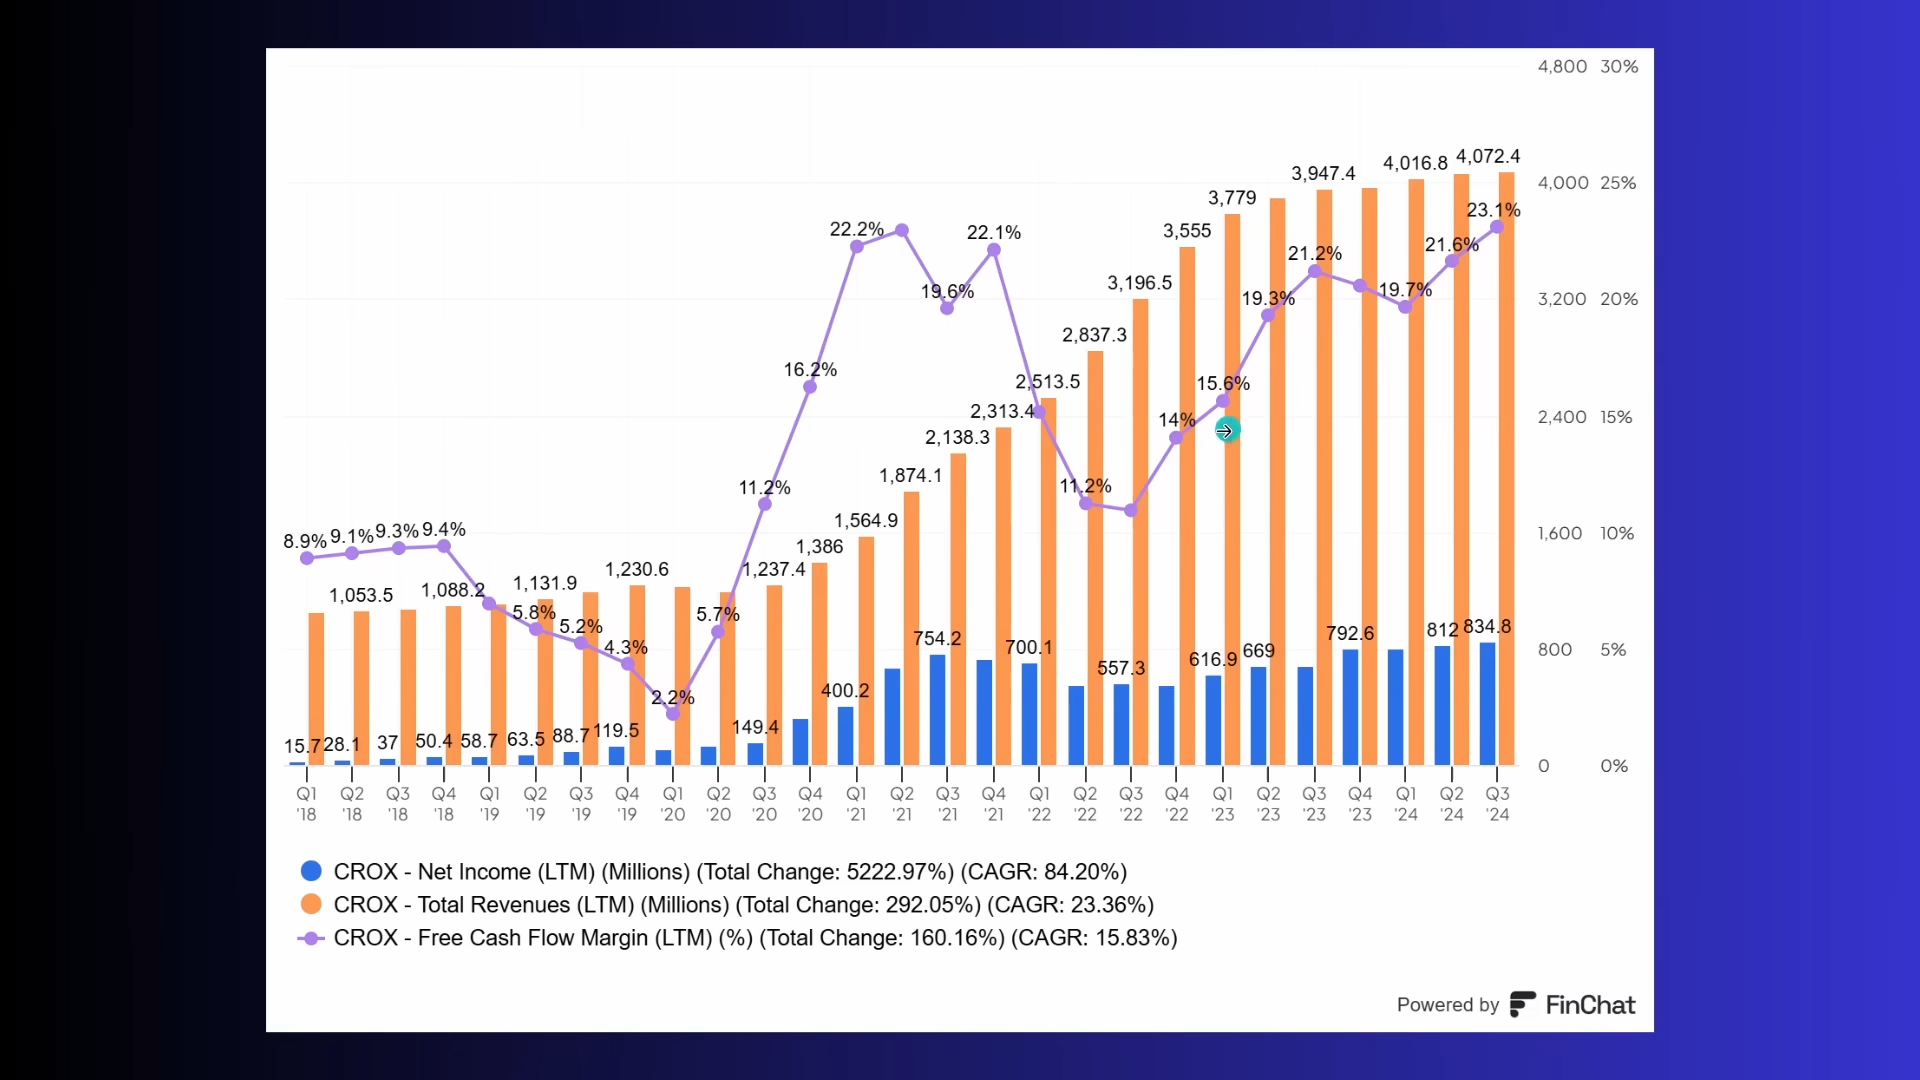 4,800 30%
4,000 25%
3,200 20%
2,400 15%
1,600 10%
800 5%
0 0%
8.9% 9.1% 9.3% 9.4% 5.8% 5.2% 4.3% 2.2% 5.7% 11.2% 16.2% 22.2% 19.6% 22.1% 11.2% 14% 15.6% 19.3% 21.2% 19.7% 21.6% 23.1%
1,053.5 1,088.2 1,131.9 1,230.6 1,237.4 1,386 1,564.9 1,874.1 2,138.3 2,313.4 2,513.5 2,837.3 3,196.5 3,555 3,779 3,947.4 4,016.8 4,072.4
15.7 28.1 37 50.4 58.7 63.5 88.7 119.5 149.4 400.2 754.2 700.1 557.3 616.9 669 792.6 812 834.8
Q1 Q2 Q3 Q4 Q1 Q2 Q3 Q4 Q1 Q2 Q3 Q4 Q1 Q2 Q3 Q4 Q1 Q2 Q3 Q4 Q1 Q2 Q3 Q4 Q1 Q2 Q3
'18 '18 '18 '18 '19 '19 '19 '19 '20 '20 '20 '20 '21 '21 '21 '21 '22 '22 '22 '22 '23 '23 '23 '23 '24 '24 '24
CROX - Net Income (LTM) (Millions) (Total Change: 5222.97%) (CAGR: 84.20%)
CROX - Total Revenues (LTM) (Millions) (Total Change: 292.05%) (CAGR: 23.36%)
CROX - Free Cash Flow Margin (LTM) (%) (Total Change: 160.16%) (CAGR: 15.83%)
Powered by FinChat